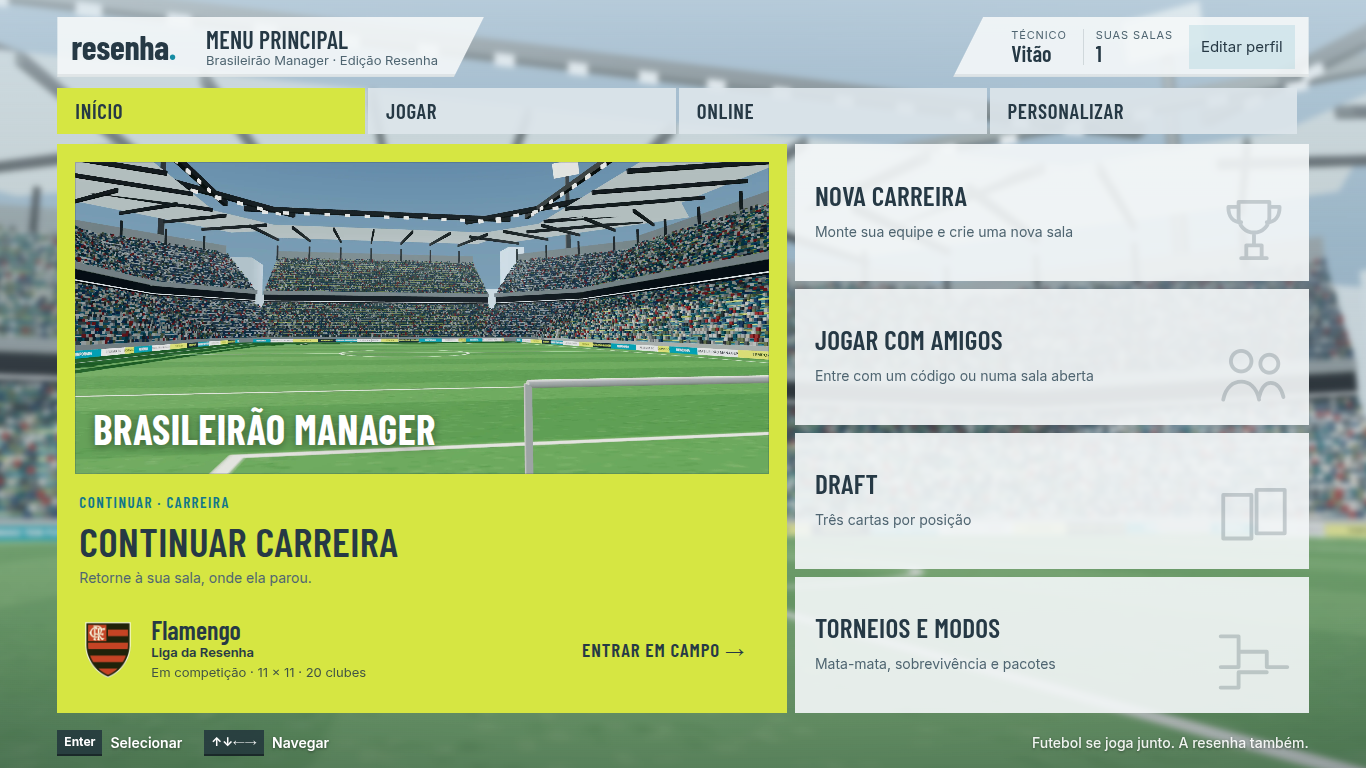 resenha.
MENU PRINCIPAL
Brasileirão Manager · Edição Resenha
TÉCNICO
Vitão
SUAS SALAS
1
Editar perfil
INÍCIO
JOGAR
ONLINE
PERSONALIZAR
BRASILEIRÃO MANAGER
CONTINUAR · CARREIRA
CONTINUAR CARREIRA
Retorne à sua sala, onde ela parou.
Flamengo
Liga da Resenha
Em competição · 11 × 11 · 20 clubes
ENTRAR EM CAMPO →
NOVA CARREIRA
Monte sua equipe e crie uma nova sala
JOGAR COM AMIGOS
Entre com um código ou numa sala aberta
DRAFT
Três cartas por posição
TORNEIOS E MODOS
Mata-mata, sobrevivência e pacotes
Enter Selecionar ↑↓←→ Navegar
Futebol se joga junto. A resenha também.